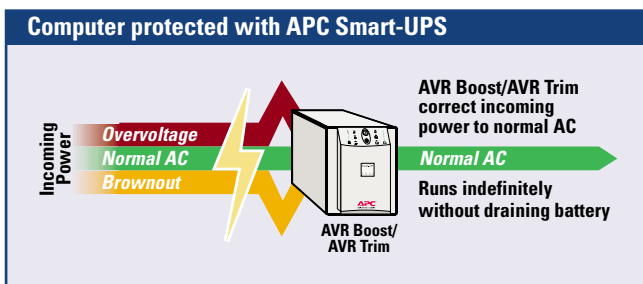 Computer protected with APC Smart-UPS
Incoming
Power
Overvoltage
Normal AC
Brownout
APC
AVR Boost/
AVR Trim
AVR Boost/AVR Trim
correct incoming
power to normal AC
Normal AC
Runs indefinitely
without draining battery